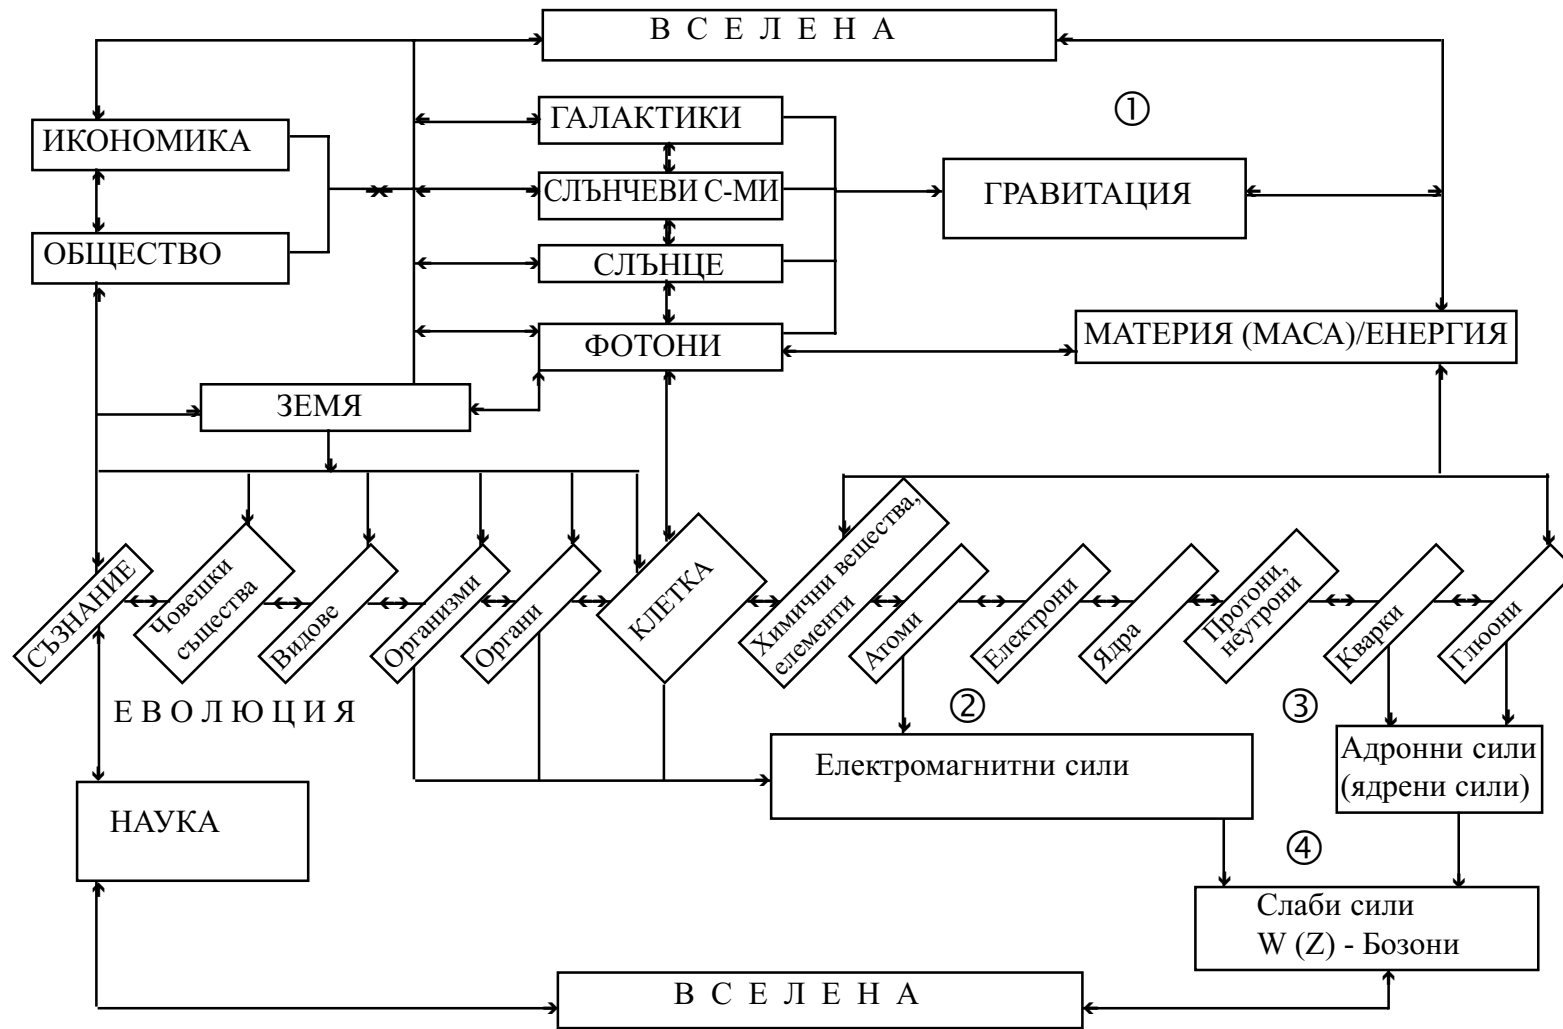 В С Е Л Е Н А
ИКОНОМИКА
ГАЛАКТИКИ
①
СЛЪНЧЕВИ С-МИ
ГРАВИТАЦИЯ
ОБЩЕСТВО
СЛЪНЦЕ
ФОТОНИ
МАТЕРИЯ (МАСА)/ЕНЕРГИЯ
ЗЕМЯ
СЪЗНАНИЕ
Човешки
същества
Видове
Организми
Органи
КЛЕТКА
Химични вещества,
елементи
Атоми
Електрони
Ядра
Протони,
неутрони
Кварки
Глюони
Е В О Л Ю Ц И Я
②
③
Електромагнитни сили
Адронни сили
(ядрени сили)
НАУКА
④
Слаби сили
W (Z) - Бозони
В С Е Л Е Н А